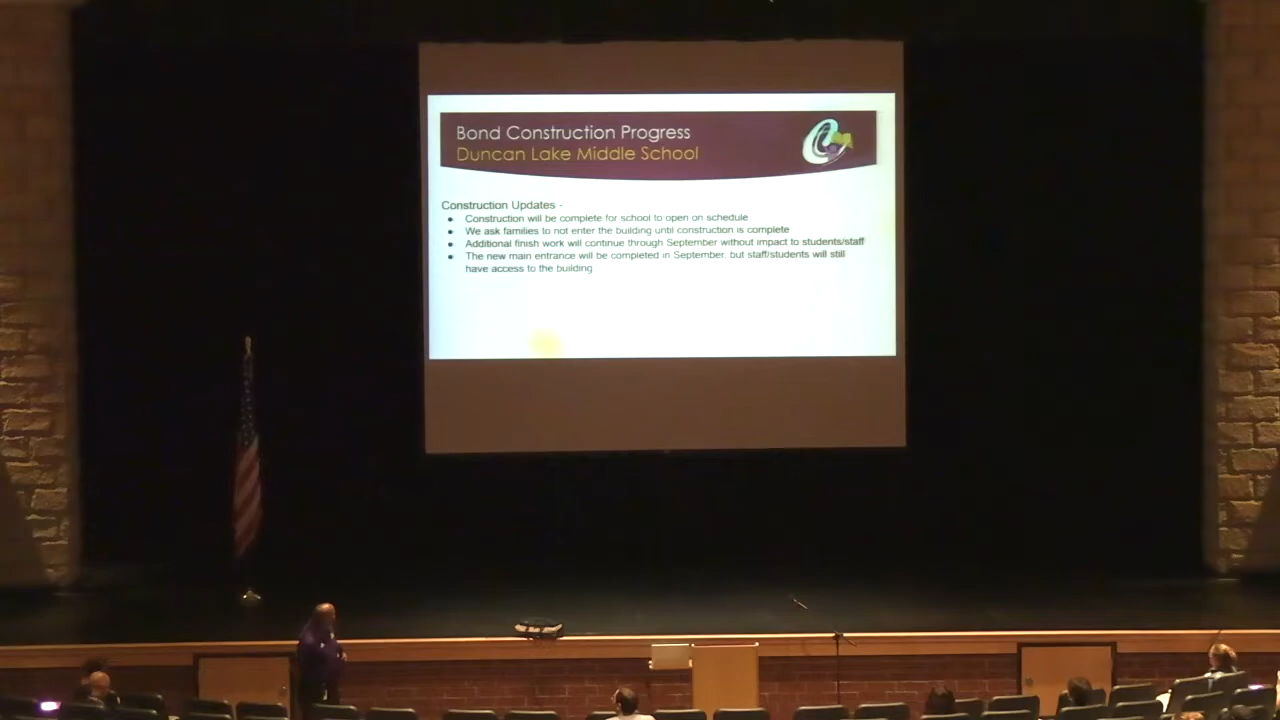 Bond Construction Progress
Duncan Lake Middle School
Construction Updates -
● Construction will be complete for school to open on schedule
● We ask families to not enter the building until construction is complete
● Additional finish work will continue through September without impact to students/staff
● The new main entrance will be completed in September, but staff/students will still
have access to the building